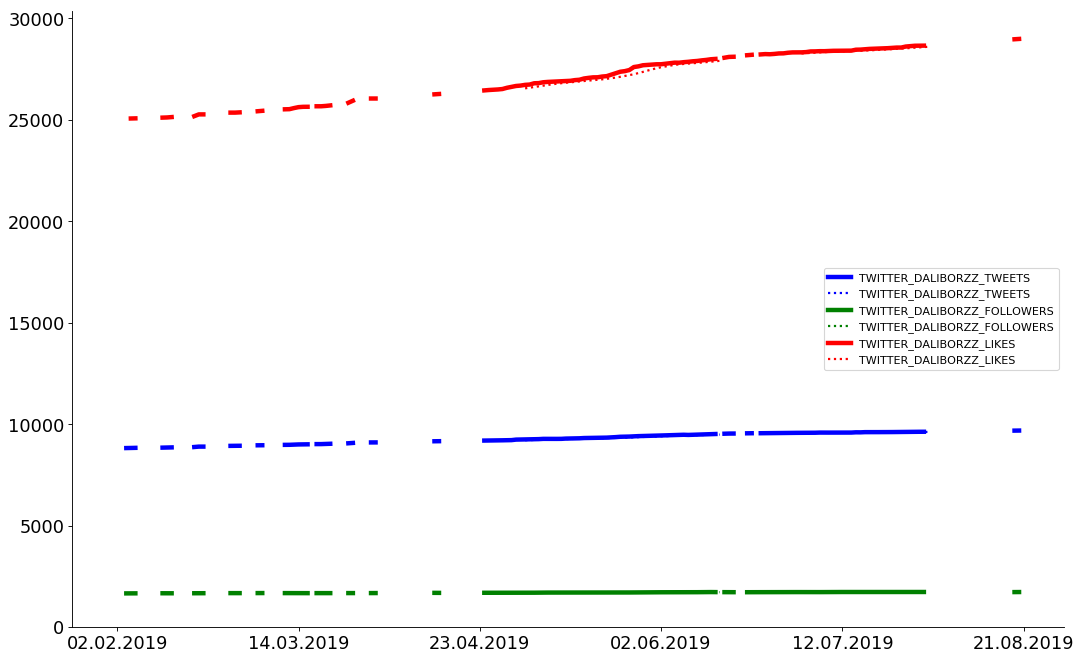 30000
25000
20000
15000
10000
5000
0
TWITTER_DALIBORZZ_TWEETS
TWITTER_DALIBORZZ_TWEETS
TWITTER_DALIBORZZ_FOLLOWERS
TWITTER_DALIBORZZ_FOLLOWERS
TWITTER_DALIBORZZ_LIKES
TWITTER_DALIBORZZ_LIKES
02.02.2019 14.03.2019 23.04.2019 02.06.2019 12.07.2019 21.08.2019